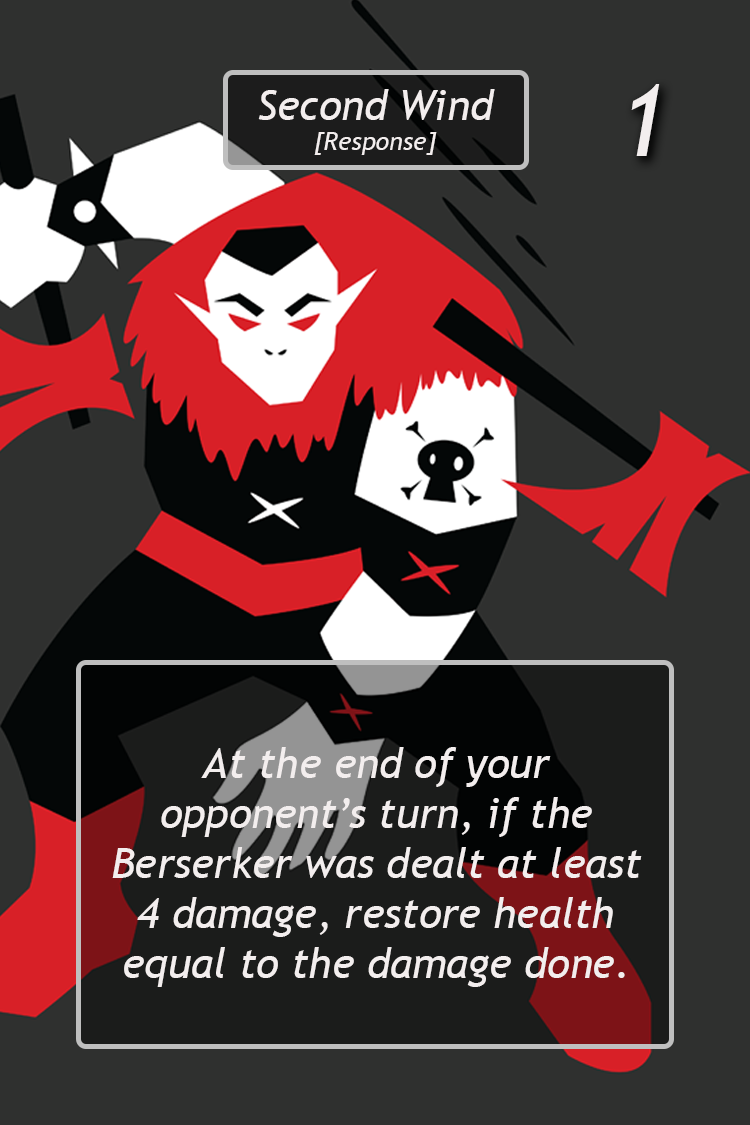 Second Wind
[Response]
1
At the end of your
opponent’s turn, if the
Berserker was dealt at least
4 damage, restore health
equal to the damage done.